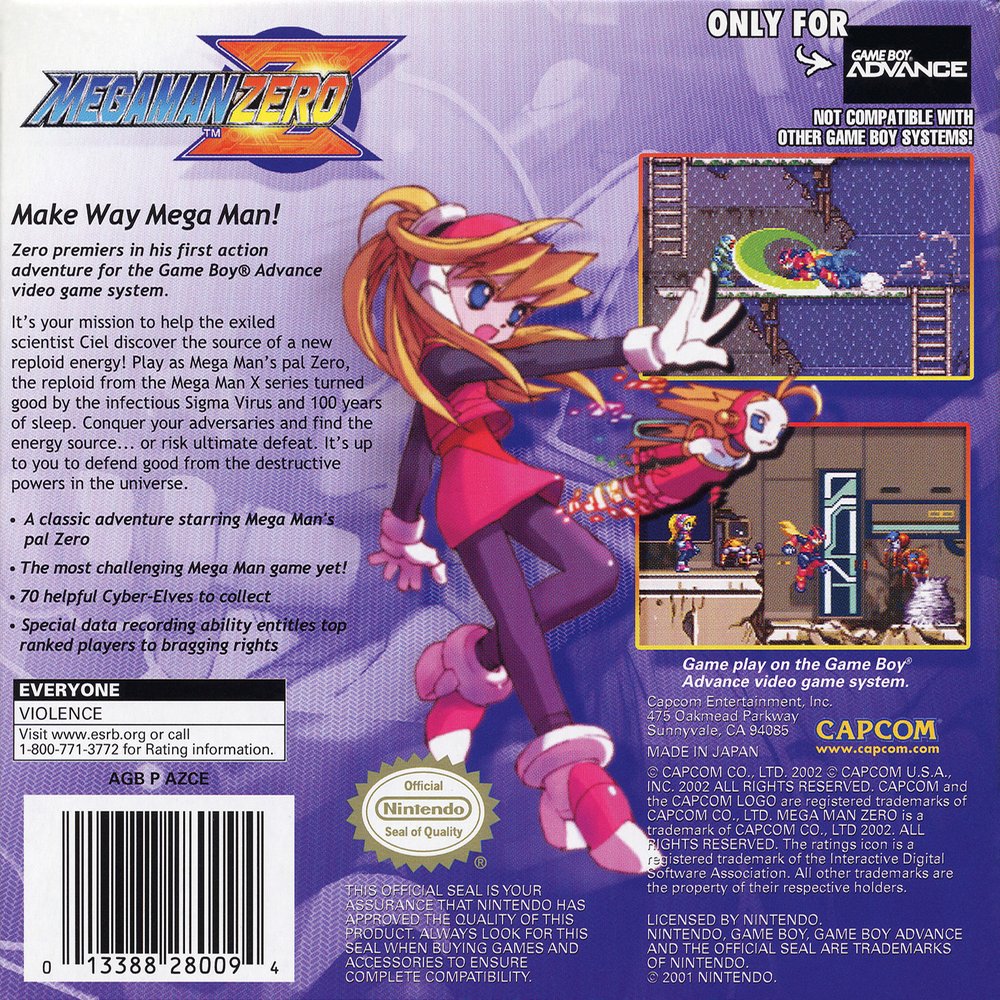 MEGAMAN ZERO
TM
ONLY FOR
GAME BOY
ADVANCE
NOT COMPATIBLE WITH
OTHER GAME BOY SYSTEMS!
Make Way Mega Man!
Zero premiers in his first action
adventure for the Game Boy® Advance
video game system.
It's your mission to help the exiled
scientist Ciel discover the source of a new
reploid energy! Play as Mega Man's pal Zero,
the reploid from the Mega Man X series turned
good by the infectious Sigma Virus and 100 years
of sleep. Conquer your adversaries and find the
energy source... or risk ultimate defeat. It's up
to you to defend good from the destructive
powers in the universe.
• A classic adventure starring Mega Man's
pal Zero
• The most challenging Mega Man game yet!
• 70 helpful Cyber-Elves to collect
• Special data recording ability entitles top
ranked players to bragging rights
EVERYONE
VIOLENCE
Visit www.esrb.org or call
1-800-771-3772 for Rating information.
AGB P AZCE
0 13388 28009 4
Official
Nintendo
Seal of Quality
®
THIS OFFICIAL SEAL IS YOUR
ASSURANCE THAT NINTENDO HAS
APPROVED THE QUALITY OF THIS
PRODUCT. ALWAYS LOOK FOR THIS
SEAL WHEN BUYING GAMES AND
ACCESSORIES TO ENSURE
COMPLETE COMPATIBILITY.
Game play on the Game Boy®
Advance video game system.
Capcom Entertainment, Inc.
475 Oakmead Parkway
Sunnyvale, CA 94085
MADE IN JAPAN
CAPCOM®
www.capcom.com
© CAPCOM CO., LTD. 2002 © CAPCOM U.S.A.,
INC. 2002 ALL RIGHTS RESERVED. CAPCOM and
the CAPCOM LOGO are registered trademarks of
CAPCOM CO., LTD. MEGA MAN ZERO is a
trademark of CAPCOM CO., LTD 2002. ALL
RIGHTS RESERVED. The ratings icon is a
registered trademark of the Interactive Digital
Software Association. All other trademarks are
the property of their respective holders.
LICENSED BY NINTENDO.
NINTENDO, GAME BOY, GAME BOY ADVANCE
AND THE OFFICIAL SEAL ARE TRADEMARKS
OF NINTENDO.
© 2001 NINTENDO.